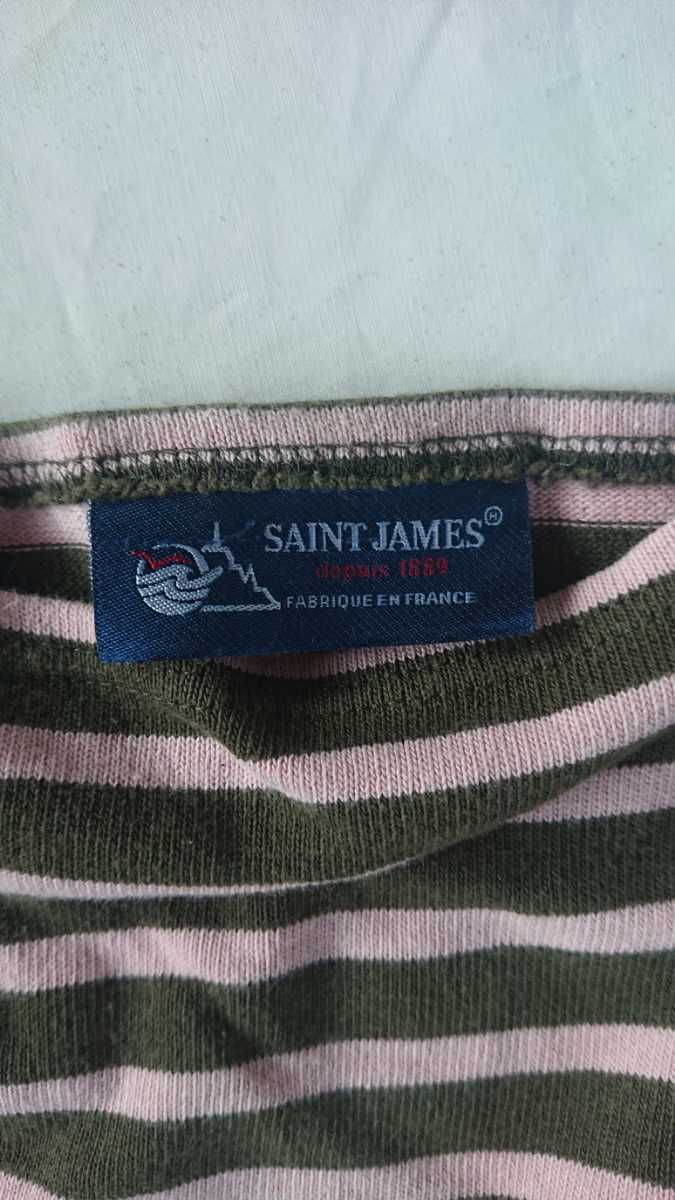 SAINT JAMES®
depuis 1889
FABRIQUE EN FRANCE